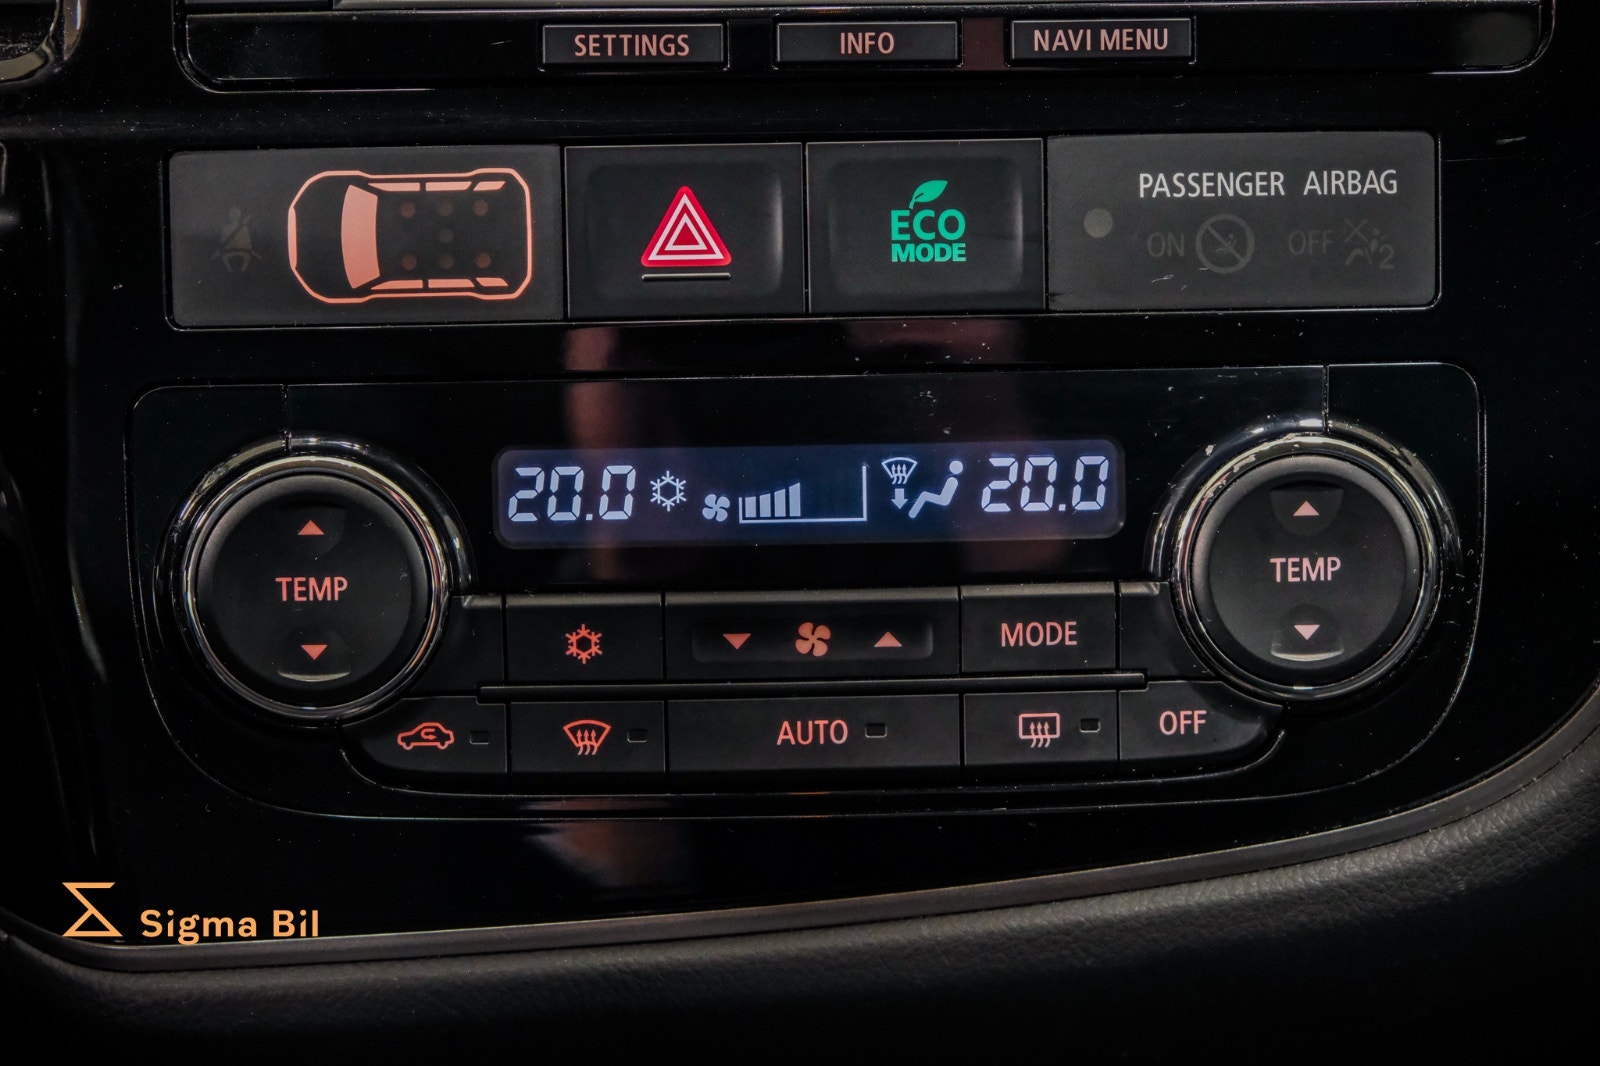 SETTINGS INFO NAVI MENU
ECO
MODE
PASSENGER AIRBAG
ON OFF 2
20.0 20.0
TEMP
TEMP
MODE
AUTO OFF
Sigma Bil